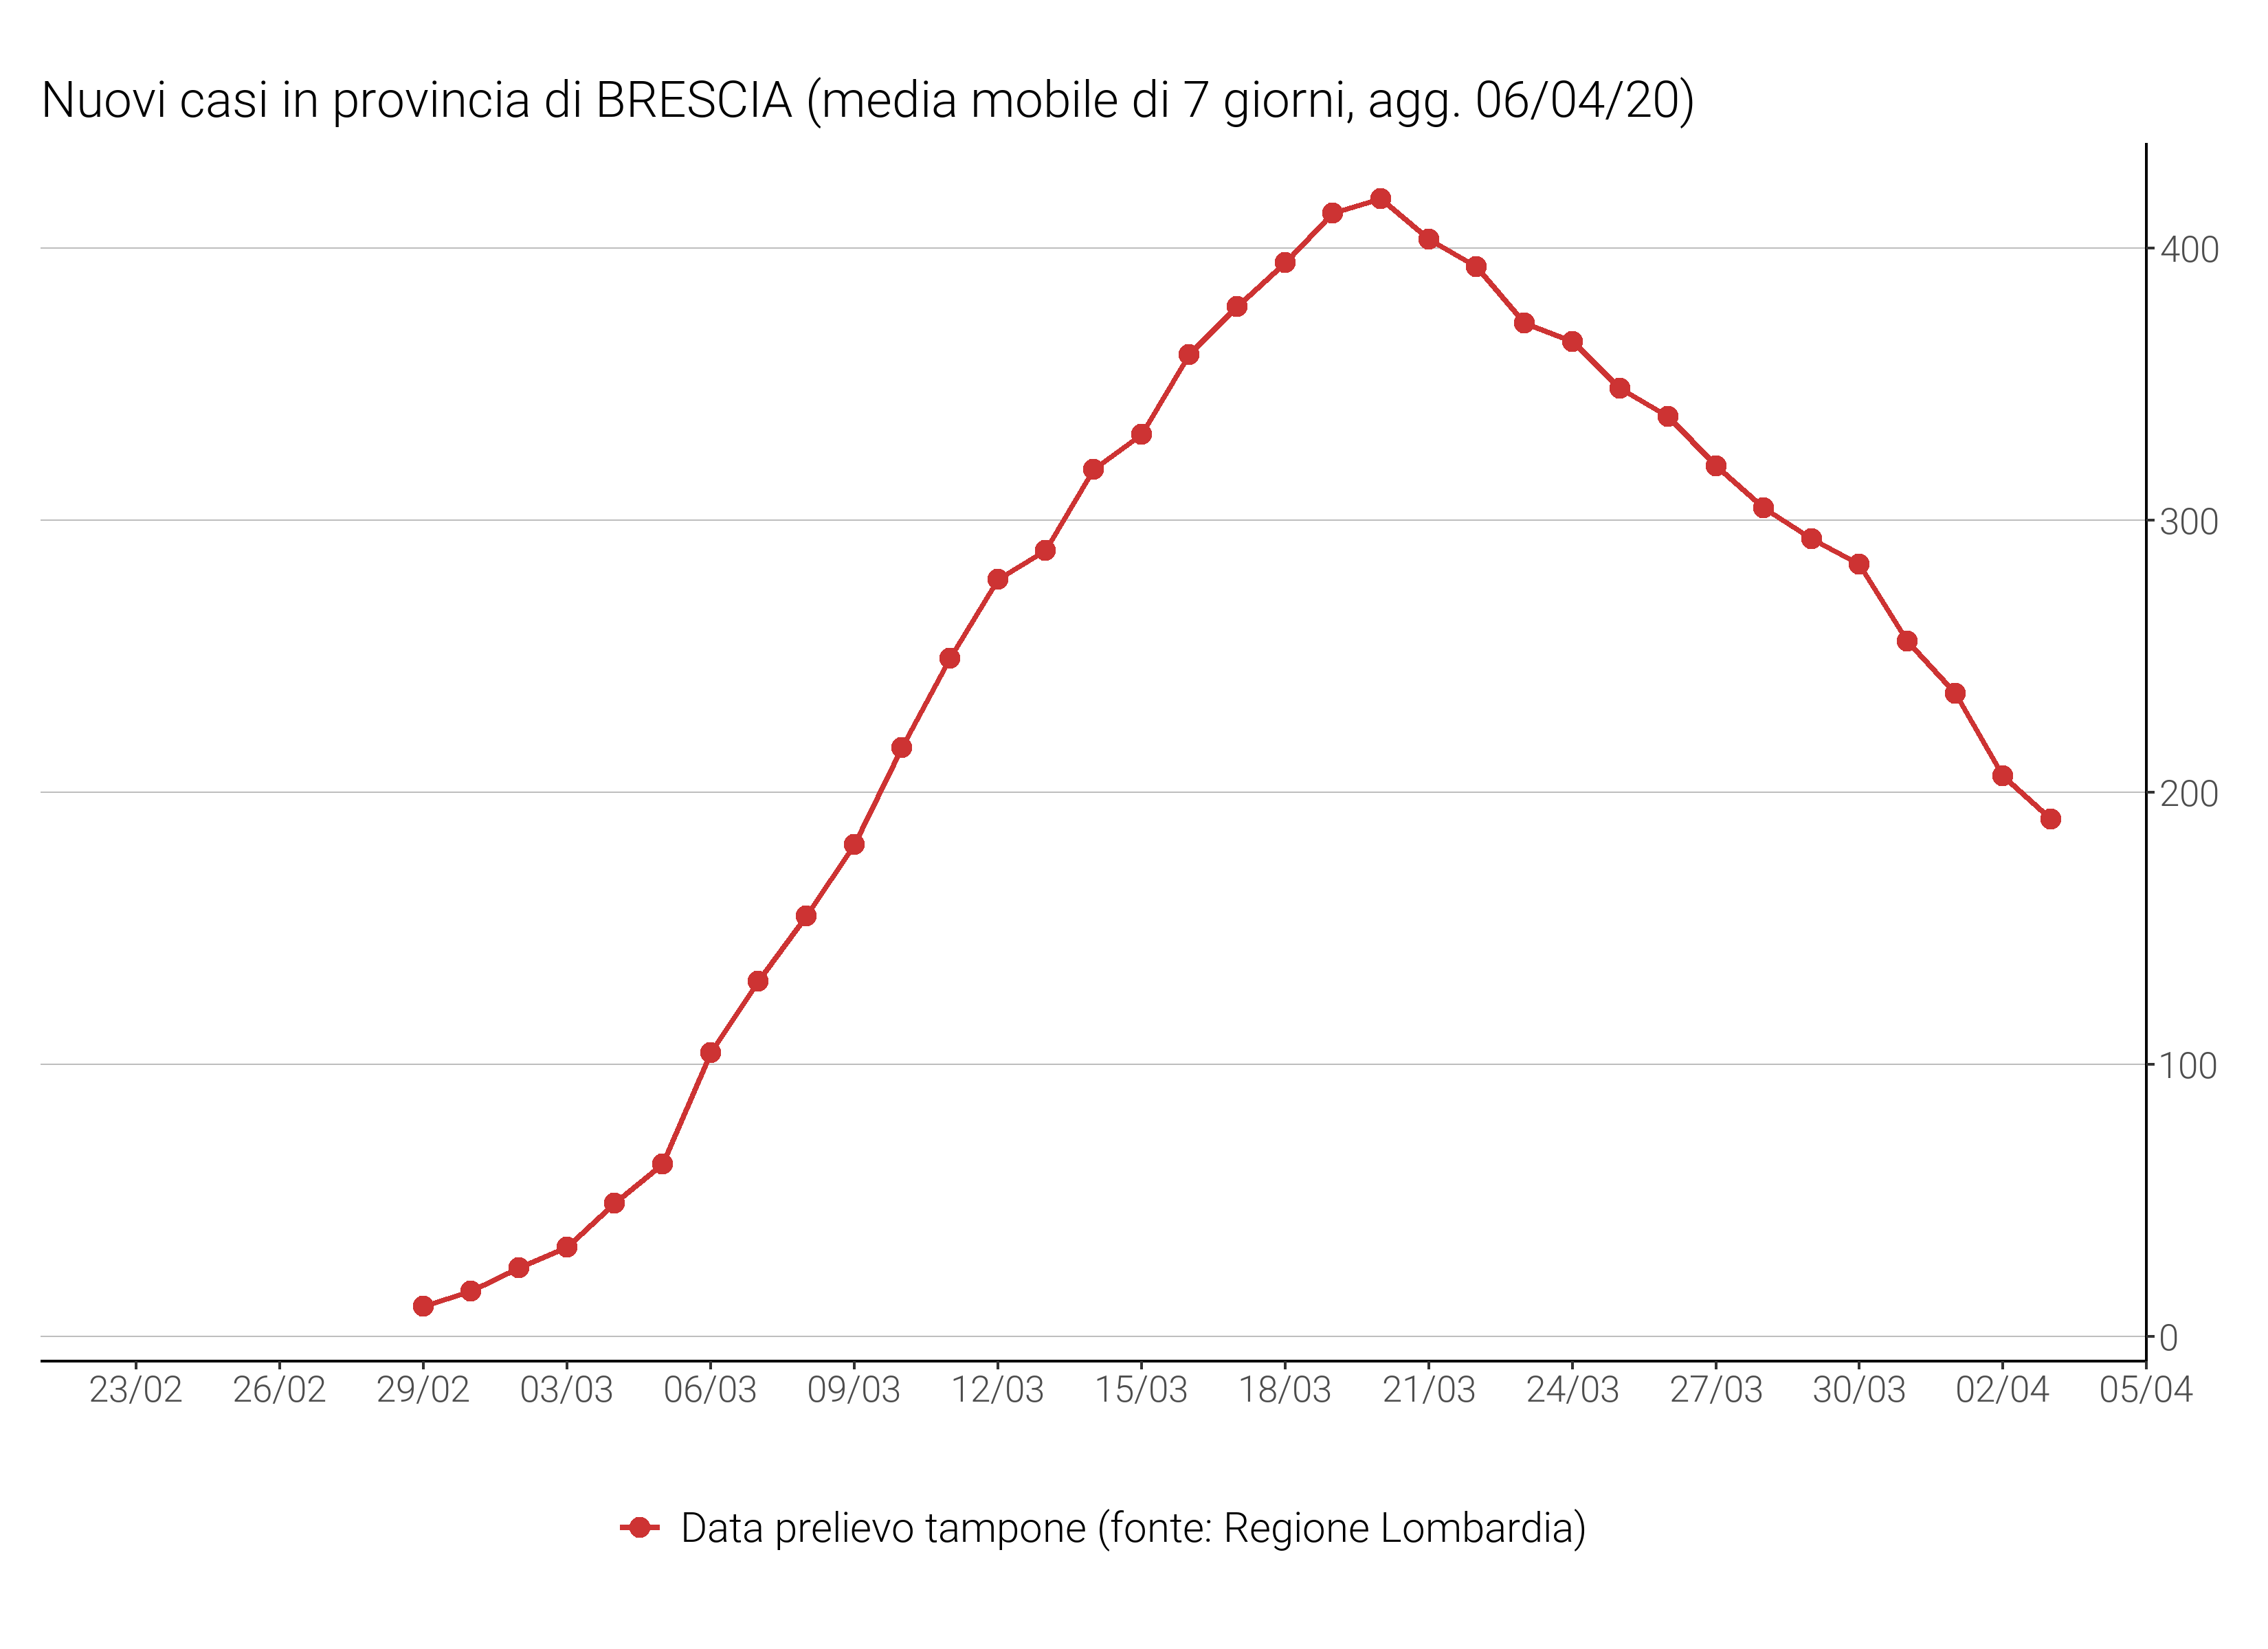 Nuovi casi in provincia di BRESCIA (media mobile di 7 giorni, agg. 06/04/20)
400
300
200
100
0
23/02 26/02 29/02 03/03 06/03 09/03 12/03 15/03 18/03 21/03 24/03 27/03 30/03 02/04 05/04
Data prelievo tampone (fonte: Regione Lombardia)